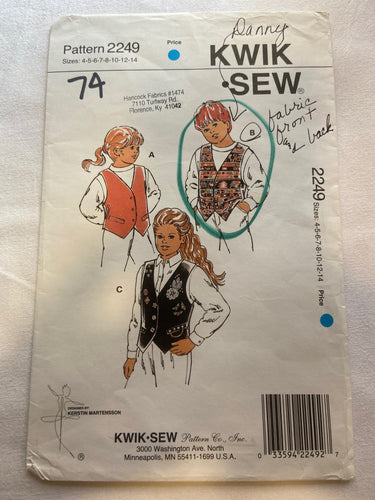 Pattern 2249
Sizes: 4-5-6-7-8-10-12-14
Price
Danny
KWIK
·SEW®
74
Hancock Fabrics #1474
7110 Turfway Rd.
Florence, Ky 41042
fabric
front
and back
A
B
2249 Sizes: 4-5-6-7-8-10-12-14 Price
C
DESIGNED BY
KERSTIN MARTENSSON
®
KWIK·SEW Pattern Co., Inc.
3000 Washington Ave. North
Minneapolis, MN 55411-1699 U.S.A.
0 33594 22492 7